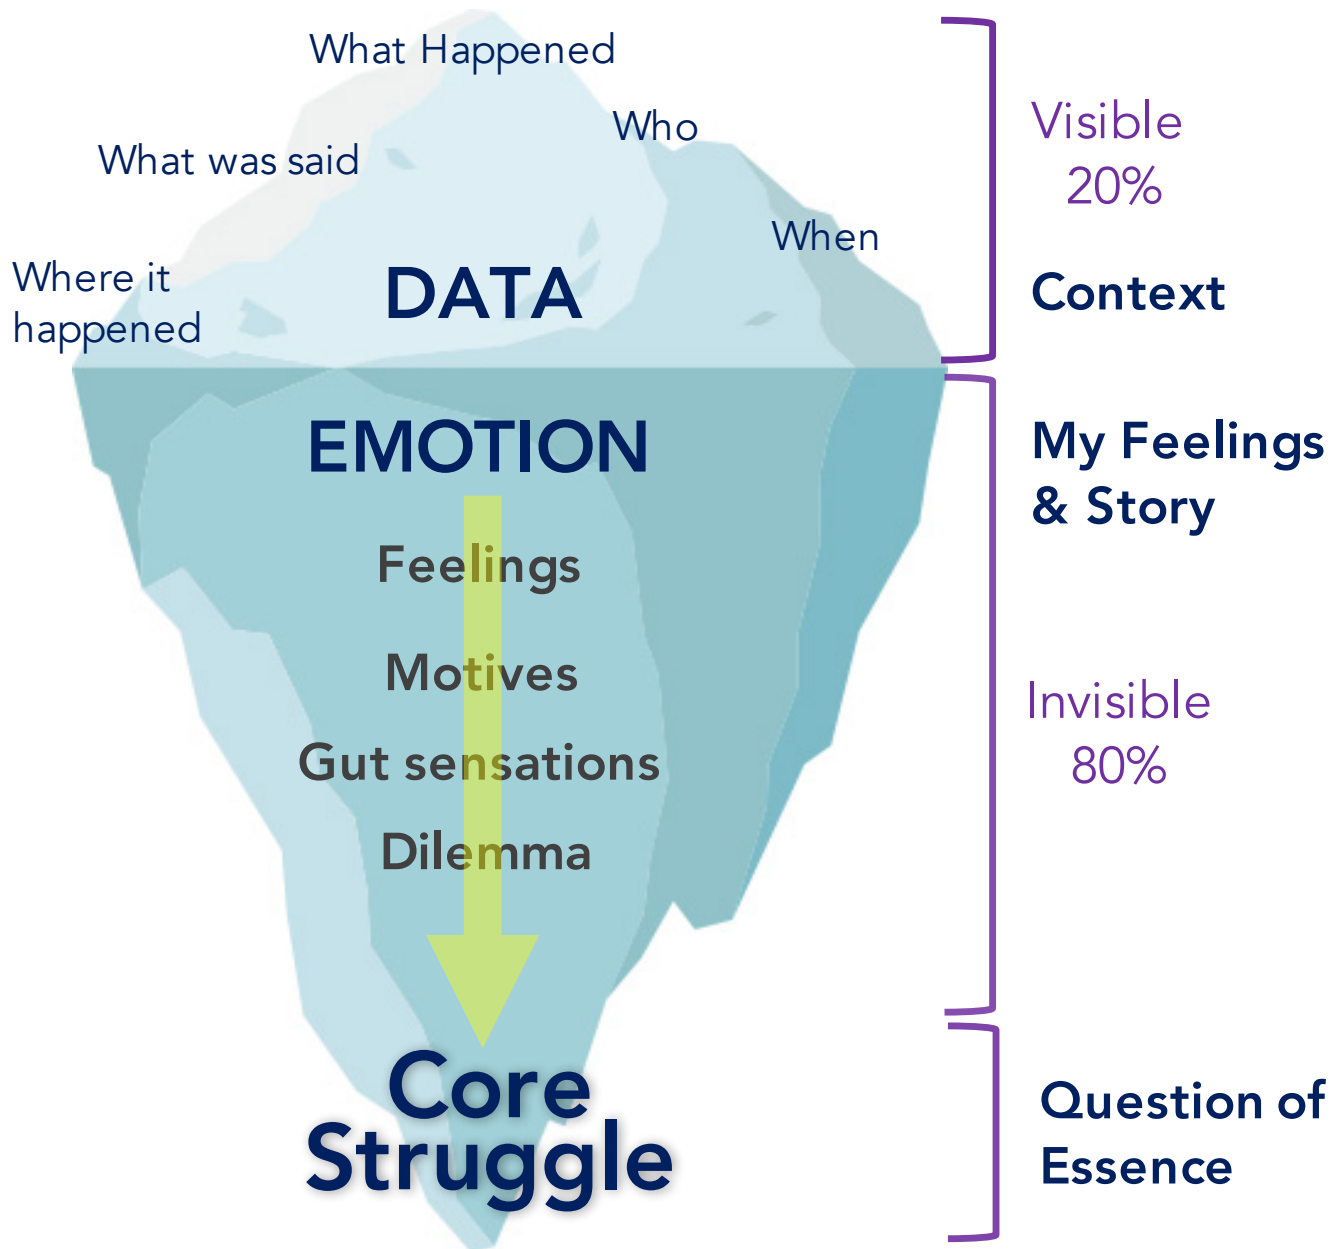 What Happened
Who
What was said
When
Where it
happened
DATA
Visible
20%
Context
EMOTION
Feelings
Motives
Gut sensations
Dilemma
My Feelings
& Story
Invisible
80%
Core
Struggle
Question of
Essence